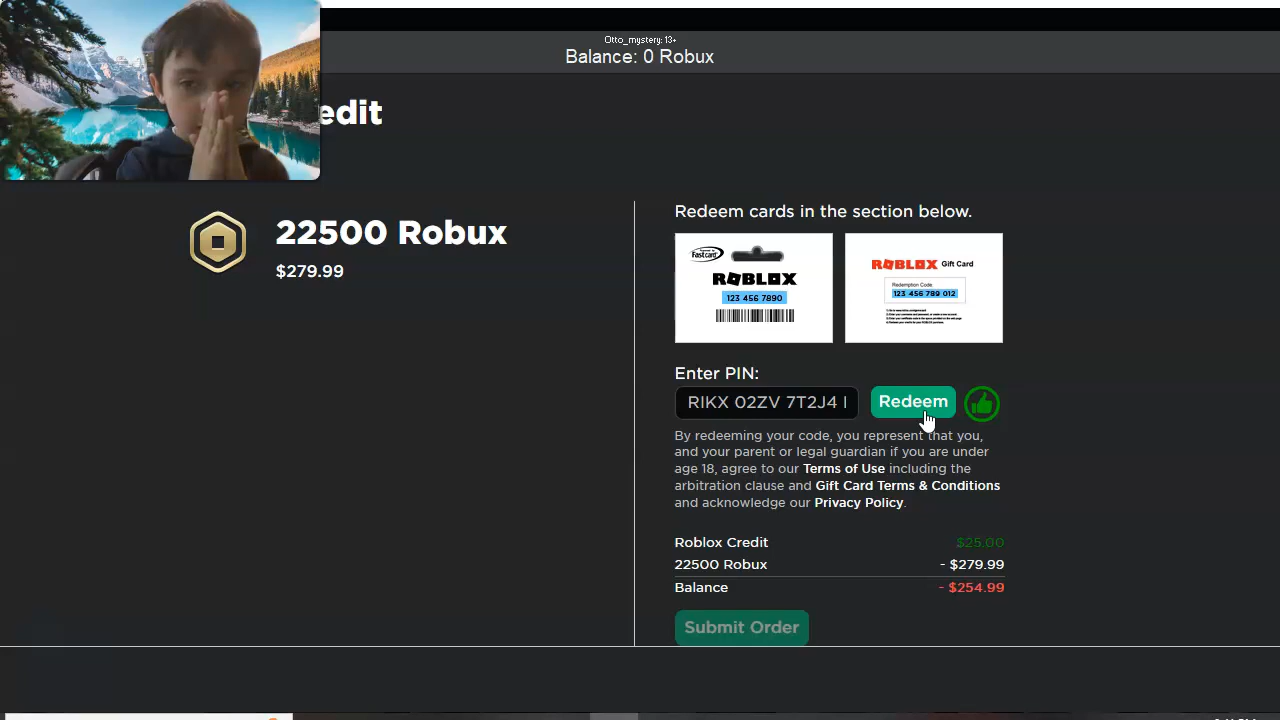 Otto_mystery: 13+
Balance: 0 Robux
edit
22500 Robux
$279.99
Redeem cards in the section below.
Fastcard
ROBLOX
123 456 7890
ROBLOX Gift Card
Redemption Code:
123 456 789 012
Enter PIN:
RIKX 02ZV 7T2J4
Redeem
By redeeming your code, you represent that you,
and your parent or legal guardian if you are under
age 18, agree to our Terms of Use including the
arbitration clause and Gift Card Terms & Conditions
and acknowledge our Privacy Policy.
Roblox Credit $25.00
22500 Robux - $279.99
Balance - $254.99
Submit Order